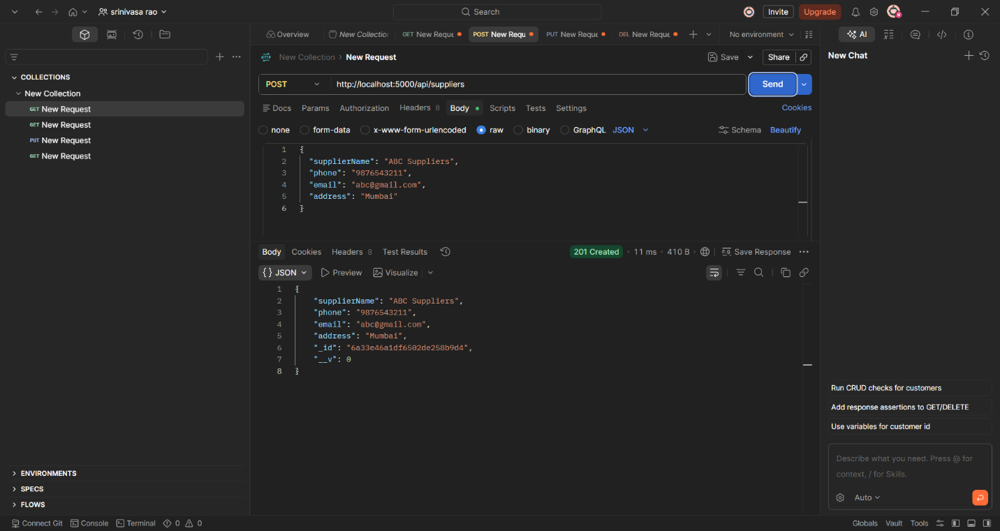 srinivasa rao
Search
Invite
Upgrade
Overview
New Collection
GET New Reque
POST New Requ
PUT New Reque
DEL New Reque
No environment
AI
New Collection > New Request
Save
Share
New Chat
COLLECTIONS
New Collection
GET New Request
GET New Request
PUT New Request
GET New Request
POST
http://localhost:5000/api/suppliers
Send
Docs Params Authorization Headers 8 Body Scripts Tests Settings
Cookies
none form-data x-www-form-urlencoded raw binary GraphQL JSON
Schema Beautify
1 {
2 "supplierName": "ABC Suppliers",
3 "phone": "9876543211",
4 "email": "abc@gmail.com",
5 "address": "Mumbai"
6 }
Body Cookies Headers 8 Test Results
201 Created • 11 ms • 410 B
e.g. Save Response
{ } JSON Preview Visualize
1 {
2 "supplierName": "ABC Suppliers",
3 "phone": "9876543211",
4 "email": "abc@gmail.com",
5 "address": "Mumbai",
6 "_id": "6a33e46a1df6502de258b9d4",
7 "__v": 0
8 }
Run CRUD checks for customers
Add response assertions to GET/DELETE
Use variables for customer id
Describe what you need. Press @ for
context, / for Skills.
Auto
ENVIRONMENTS
SPECS
FLOWS
Connect Git Console Terminal 0 0
Globals Vault Tools